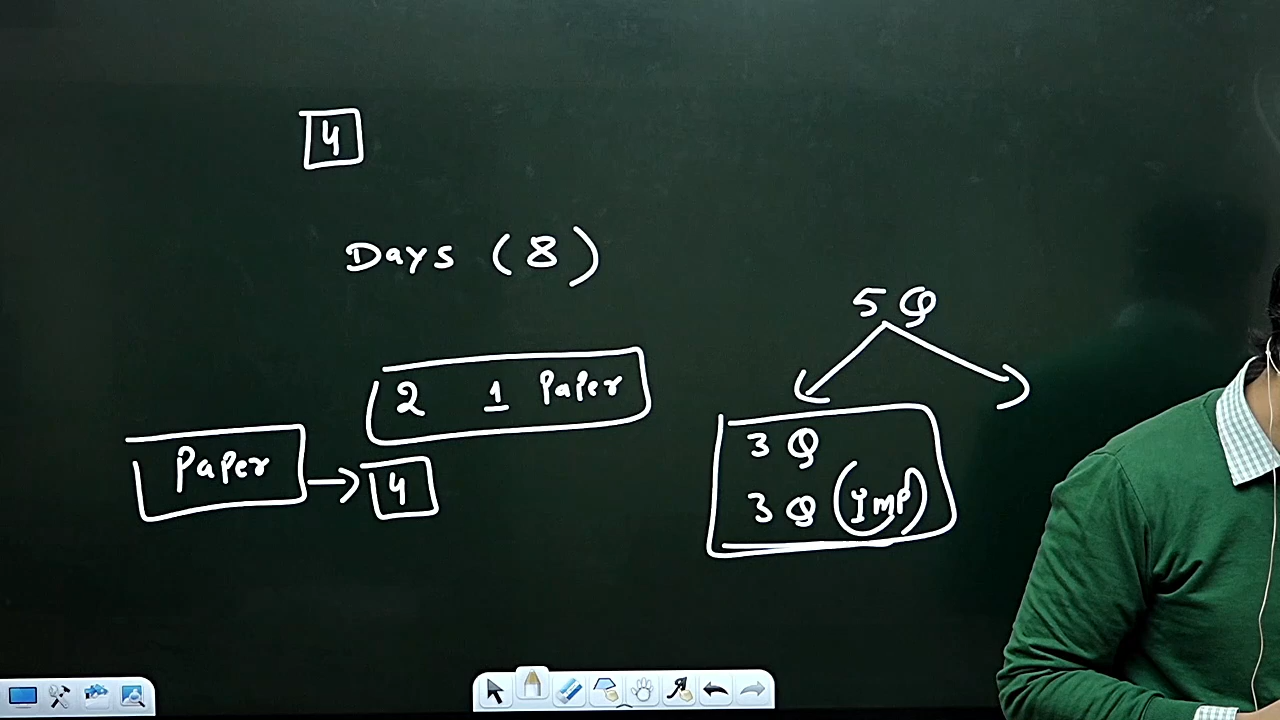 4
Days (8)
5 Q
2 1 Paper
Paper → 4
3 Q
3 Q (Imp)